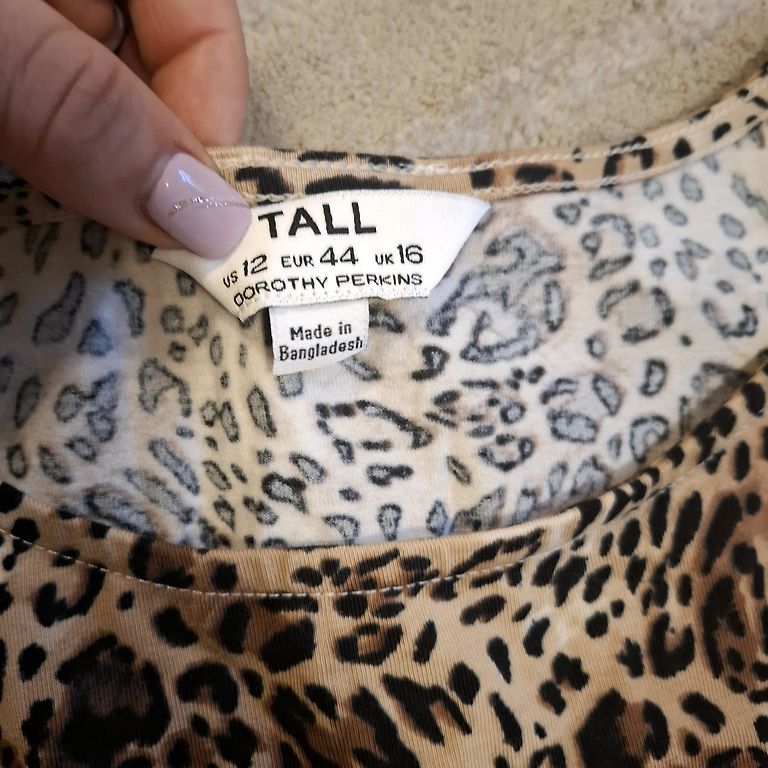 TALL
US 12 EUR 44 UK 16
DOROTHY PERKINS
Made in
Bangladesh